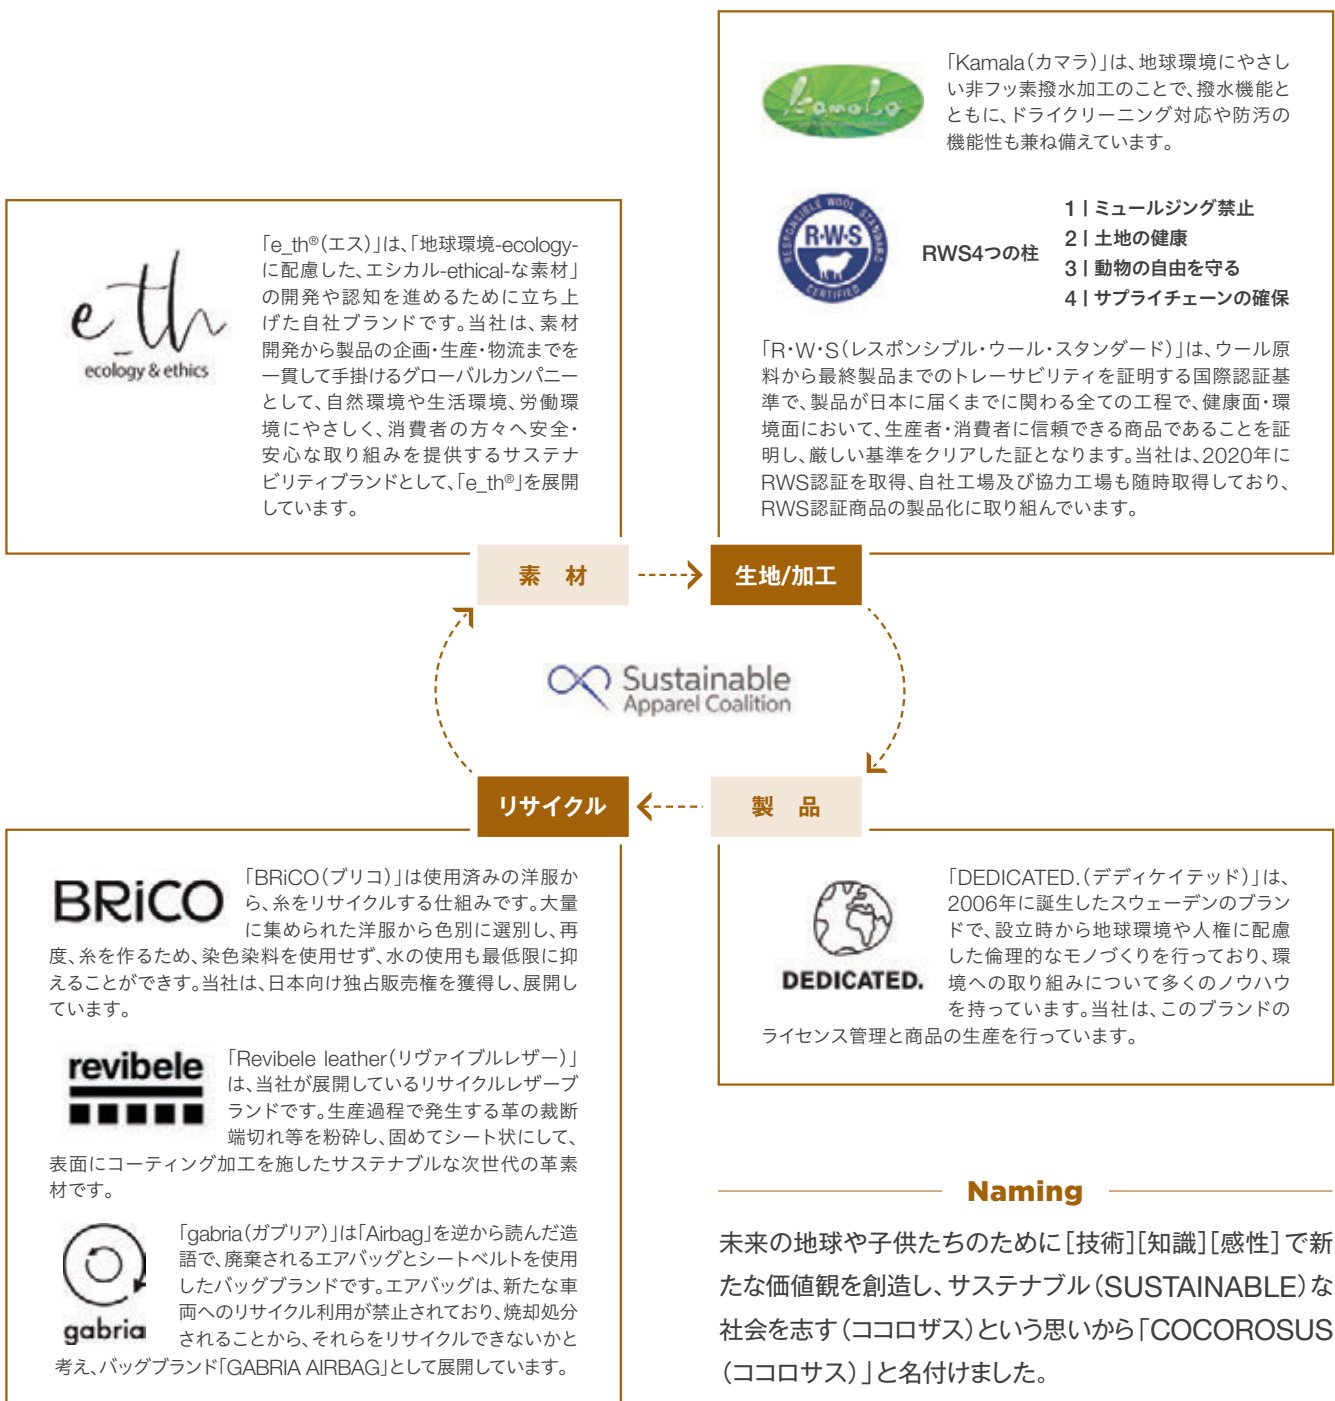 Kamala
「Kamala（カマラ）」は、地球環境にやさし
い非フッ素撥水加工のことで、撥水機能と
ともに、ドライクリーニング対応や防汚の
機能性も兼ね備えています。
RESPONSIBLE WOOL STANDARD
R・W・S
CERTIFIED
RWS4つの柱
1 | ミュールジング禁止
2 | 土地の健康
3 | 動物の自由を守る
4 | サプライチェーンの確保
「R・W・S（レスポンシブル・ウール・スタンダード）」は、ウール原
料から最終製品までのトレーサビリティを証明する国際認証基
準で、製品が日本に届くまでに関わる全ての工程で、健康面・環
境面において、生産者・消費者に信頼できる商品であることを証
明し、厳しい基準をクリアした証となります。当社は、2020年に
RWS認証を取得、自社工場及び協力工場も随時取得しており、
RWS認証商品の製品化に取り組んでいます。
e_th
ecology & ethics
「e_th®（エス）」は、「地球環境-ecology-
に配慮した、エシカル-ethical-な素材」
の開発や認知を進めるために立ち上
げた自社ブランドです。当社は、素材
開発から製品の企画・生産・物流までを
一貫して手掛けるグローバルカンパニー
として、自然環境や生活環境、労働環
境にやさしく、消費者の方々へ安全・
安心な取り組みを提供するサステナ
ビリティブランドとして、「e_th®」を展開
しています。
素　材
生地/加工
Sustainable
Apparel Coalition
リサイクル
製　品
BRiCO
「BRiCO（ブリコ）」は使用済みの洋服か
ら、糸をリサイクルする仕組みです。大量
に集められた洋服から色別に選別し、再
度、糸を作るため、染色染料を使用せず、水の使用も最低限に抑
えることができす。当社は、日本向け独占販売権を獲得し、展開し
ています。
revibele
「Revibele leather（リヴァイブルレザー）」
は、当社が展開しているリサイクルレザーブ
ランドです。生産過程で発生する革の裁断
端切れ等を粉砕し、固めてシート状にして、
表面にコーティング加工を施したサステナブルな次世代の革素
材です。
gabria
「gabria（ガブリア）」は「Airbag」を逆から読んだ造
語で、廃棄されるエアバッグとシートベルトを使用
したバッグブランドです。エアバッグは、新たな車
両へのリサイクル利用が禁止されており、焼却処分
されることから、それらをリサイクルできないかと
考え、バッグブランド「GABRIA AIRBAG」として展開しています。
DEDICATED.
「DEDICATED.（デディケイテッド）」は、
2006年に誕生したスウェーデンのブラン
ドで、設立時から地球環境や人権に配慮
した倫理的なモノづくりを行っており、環
境への取り組みについて多くのノウハウ
を持っています。当社は、このブランドの
ライセンス管理と商品の生産を行っています。
Naming
未来の地球や子供たちのために［技術］［知識］［感性］で新
たな価値観を創造し、サステナブル（SUSTAINABLE）な
社会を志す（ココロザス）という思いから「COCOROSUS
（ココロサス）」と名付けました。